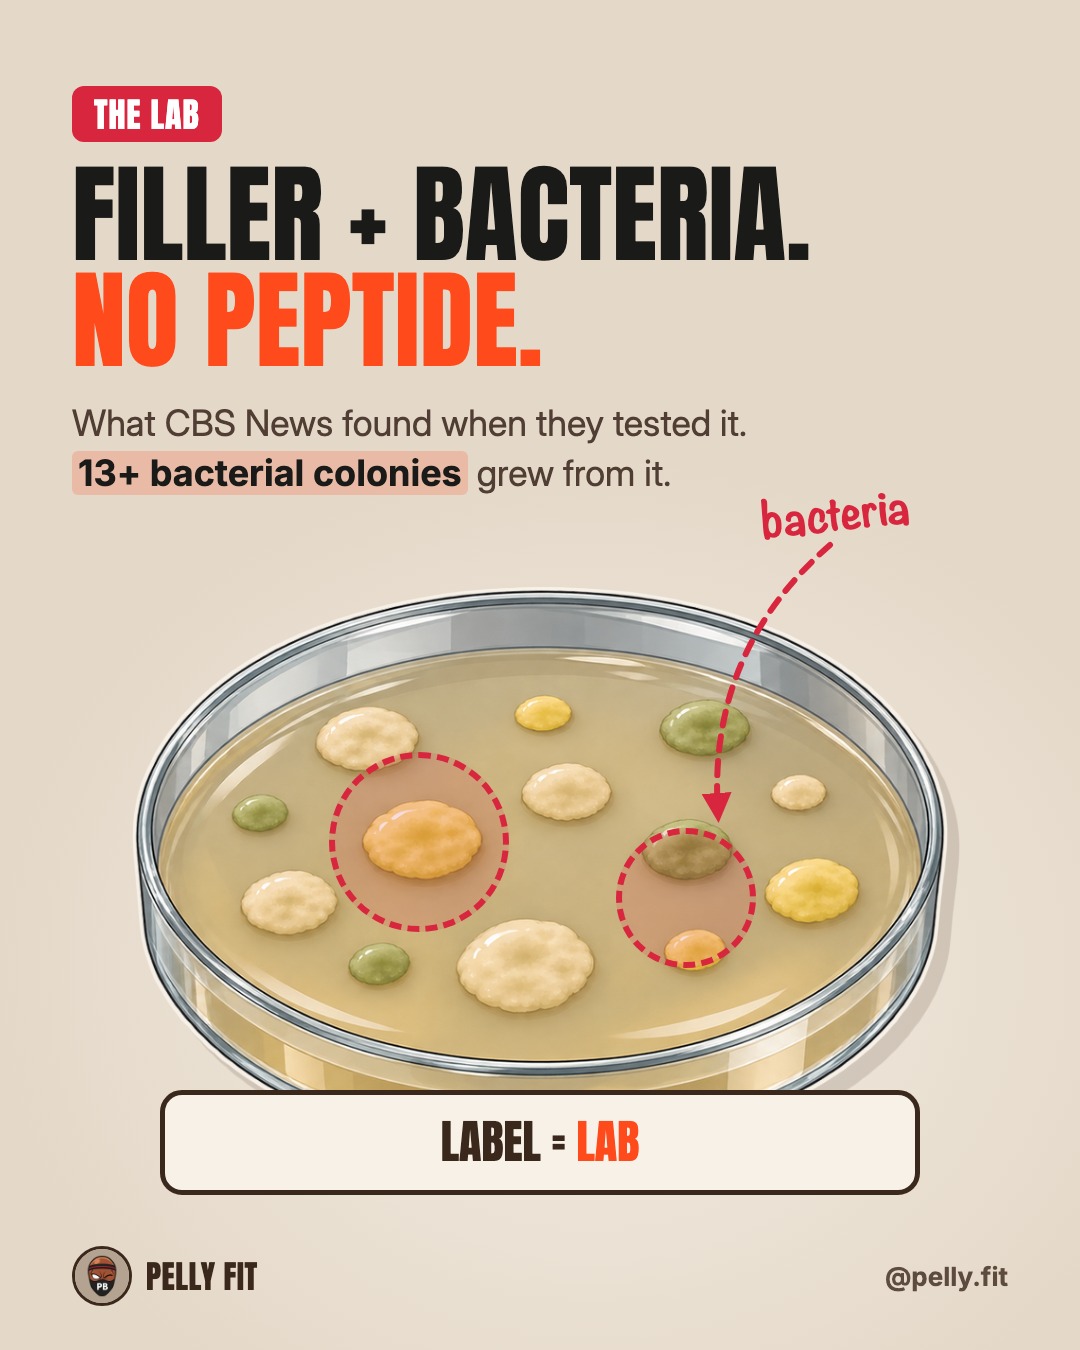 THE LAB
FILLER + BACTERIA.
NO PEPTIDE.
What CBS News found when they tested it.
13+ bacterial colonies grew from it.
bacteria
LABEL = LAB
PB
PELLY FIT
@pelly.fit